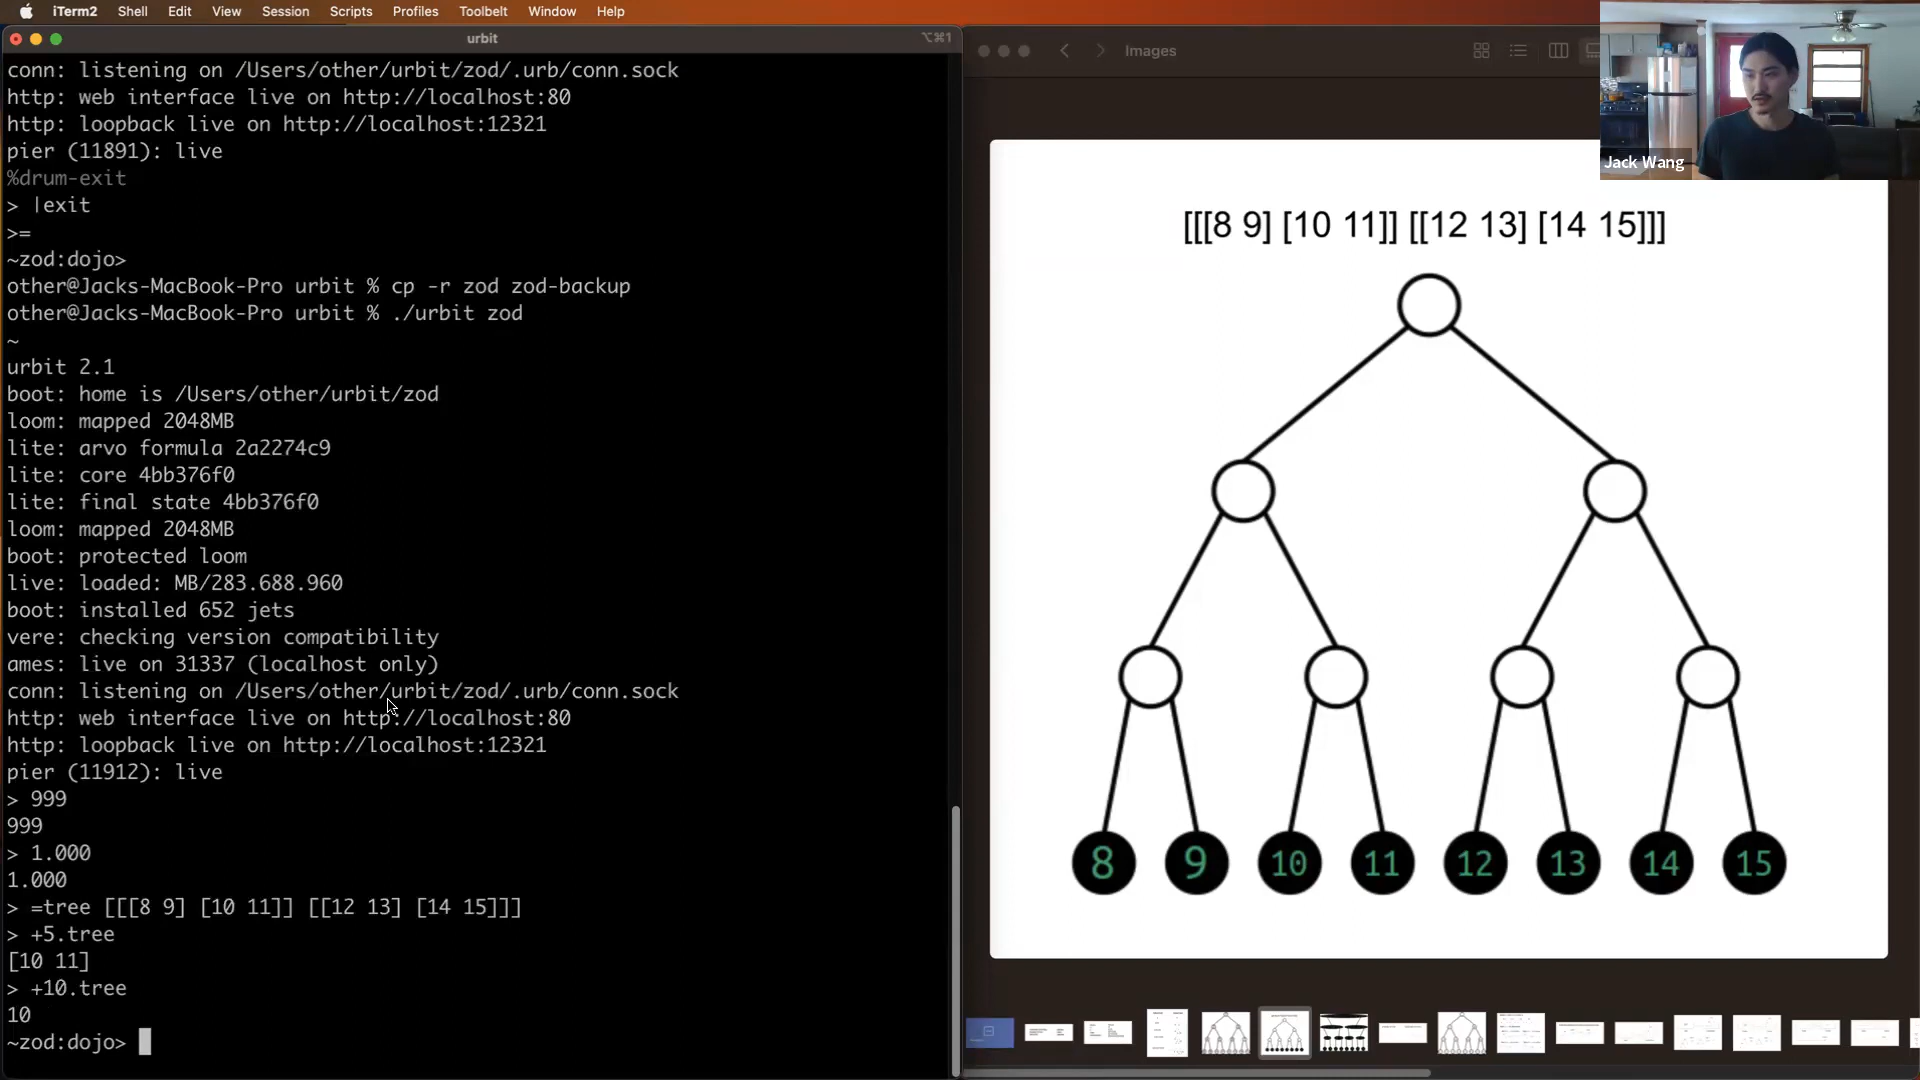 iTerm2 Shell Edit View Session Scripts Profiles Toolbelt Window Help
urbit
⌥⌘1
conn: listening on /Users/other/urbit/zod/.urb/conn.sock
http: web interface live on http://localhost:80
http: loopback live on http://localhost:12321
pier (11891): live
%drum-exit
> |exit
>=
~zod:dojo>
other@Jacks-MacBook-Pro urbit % cp -r zod zod-backup
other@Jacks-MacBook-Pro urbit % ./urbit zod
~
urbit 2.1
boot: home is /Users/other/urbit/zod
loom: mapped 2048MB
lite: arvo formula 2a2274c9
lite: core 4bb376f0
lite: final state 4bb376f0
loom: mapped 2048MB
boot: protected loom
live: loaded: MB/283.688.960
boot: installed 652 jets
vere: checking version compatibility
ames: live on 31337 (localhost only)
conn: listening on /Users/other/urbit/zod/.urb/conn.sock
http: web interface live on http://localhost:80
http: loopback live on http://localhost:12321
pier (11912): live
> 999
999
> 1.000
1.000
> =tree [[[8 9] [10 11]] [[12 13] [14 15]]]
> +5.tree
[10 11]
> +10.tree
10
~zod:dojo>
Images
Jack Wang
[[[8 9] [10 11]] [[12 13] [14 15]]]
8 9 10 11 12 13 14 15